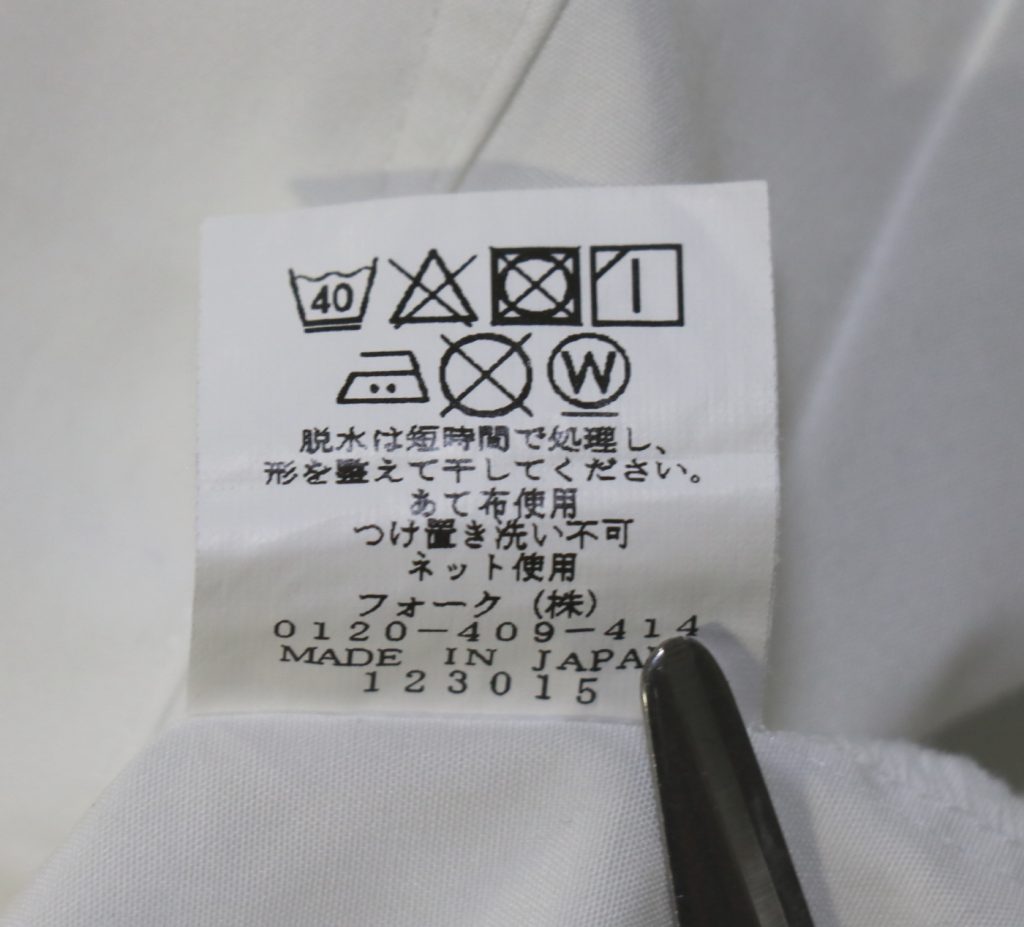 40
W
脱水は短時間で処理し、
形を整えて干してください。
あて布使用
つけ置き洗い不可
ネット使用
フォーク(株)
0120-409-414
MADE IN JAPA
123015